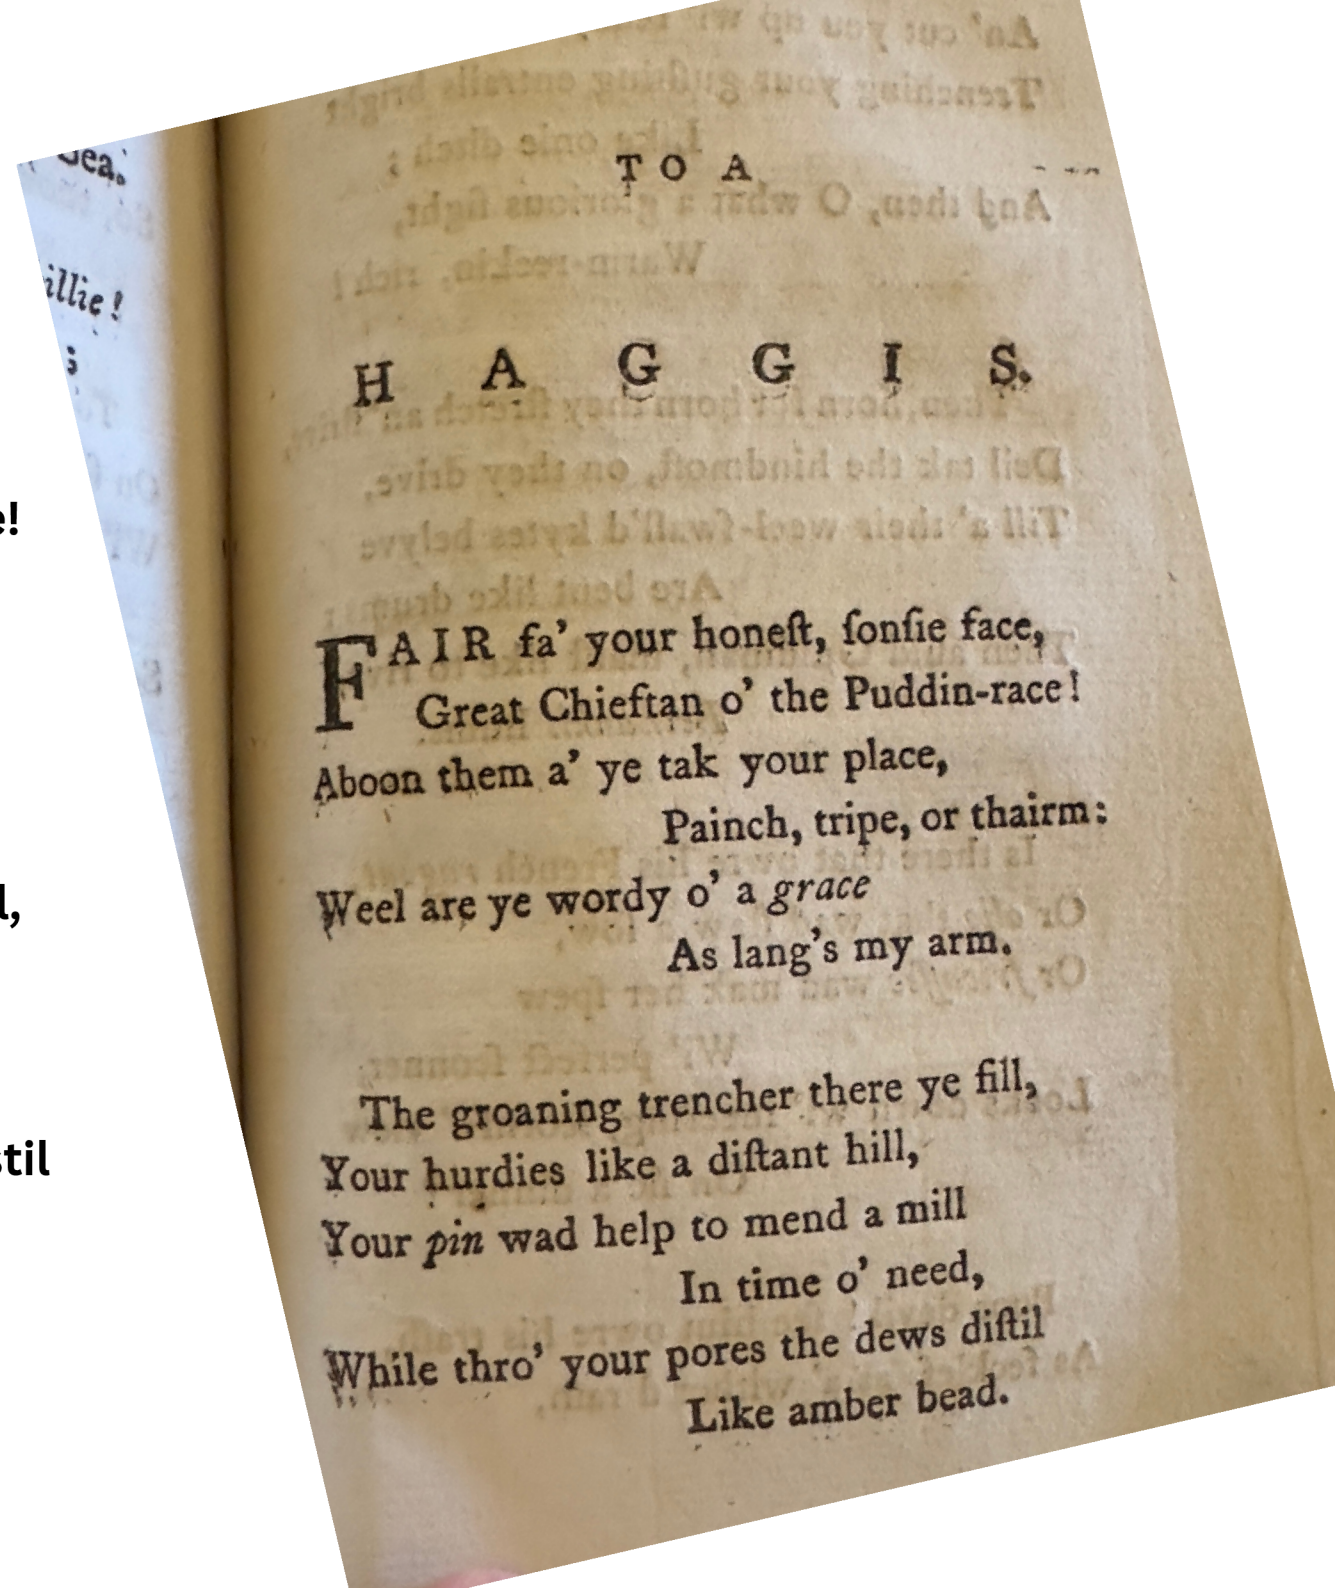 e!
l,
stil
illie!
TO A
HAGGIS.
FAIR fa' your honeſt, ſonſie face,
Great Chieftan o' the Puddin-race!
Aboon them a' ye tak your place,
Painch, tripe, or thairm:
Weel are ye wordy o' a grace
As lang's my arm.
The groaning trencher there ye fill,
Your hurdies like a diſtant hill,
Your pin wad help to mend a mill
In time o' need,
While thro' your pores the dews diſtil
Like amber bead.